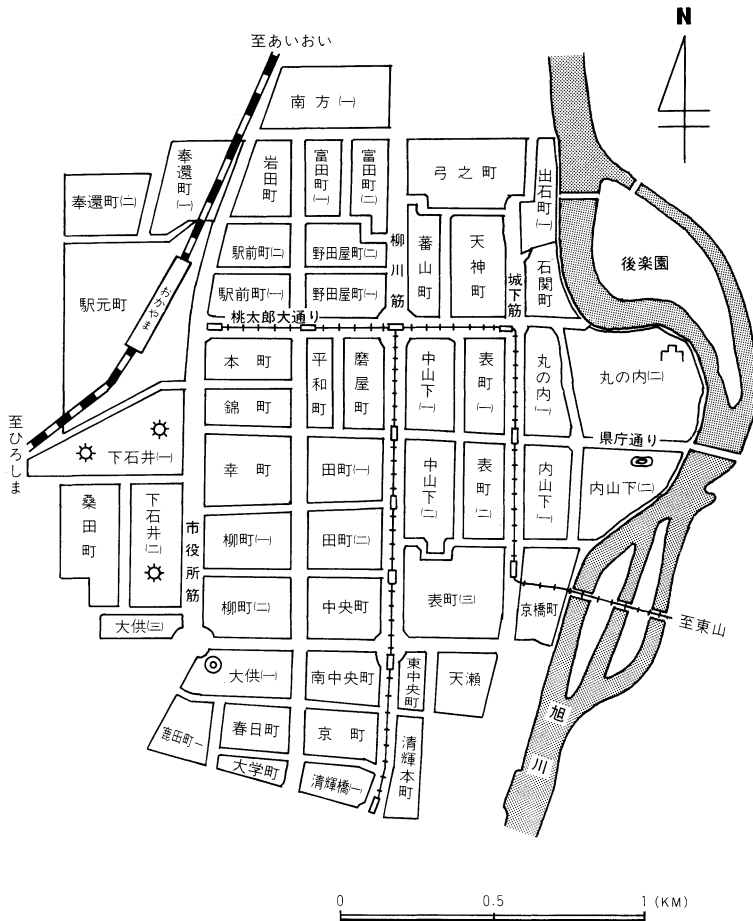 至あいおい
N
南方(一)
奉還町(一)
岩田町
富田町(一)
富田町(二)
弓之町
出石町(一)
奉還町(二)
駅前町(二)
野田屋町(二)
柳川筋
蕃山町
天神町
城下筋
石関町
後楽園
駅元町
おかやま
駅前町(一)
野田屋町(一)
桃太郎大通り
本町
平和町
磨屋町
中山下(一)
表町(一)
丸の内(一)
丸の内(二)
錦町
至ひろしま
県庁通り
下石井(一)
幸町
田町(一)
中山下(二)
表町(二)
内山下(一)
内山下(二)
桑田町
下石井(二)
市役所筋
柳町(一)
田町(二)
柳町(二)
中央町
表町(三)
京橋町
至東山
大供(三)
大供(一)
南中央町
東中央町
天瀬
鹿田町一
春日町
京町
清輝本町
旭川
大学町
清輝橋(一)
0 0.5 1 (KM)